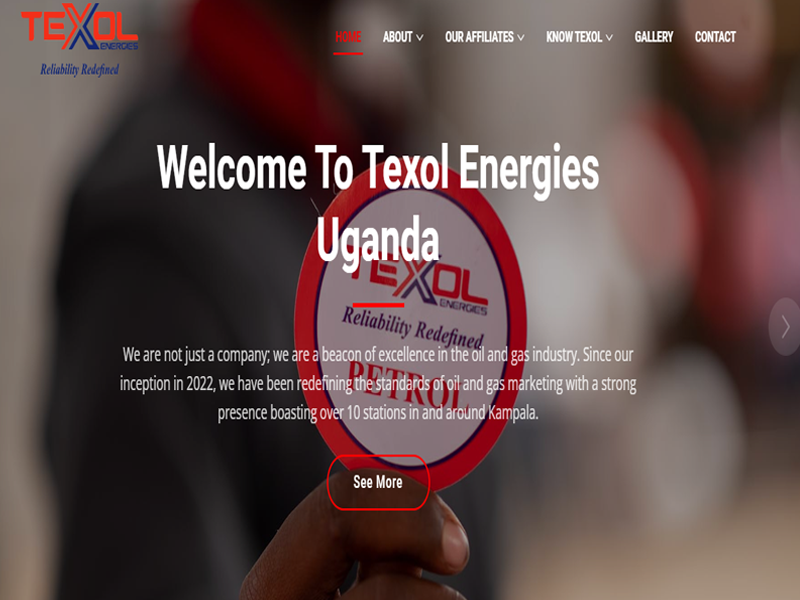 TEXOL
ENERGIES
Reliability Redefined
HOME ABOUT OUR AFFILIATES KNOW TEXOL GALLERY CONTACT
Welcome To Texol Energies
Uganda
TEXOL
ENERGIES
Reliability Redefined
PETROL
We are not just a company; we are a beacon of excellence in the oil and gas industry. Since our
inception in 2022, we have been redefining the standards of oil and gas marketing with a strong
presence boasting over 10 stations in and around Kampala.
See More